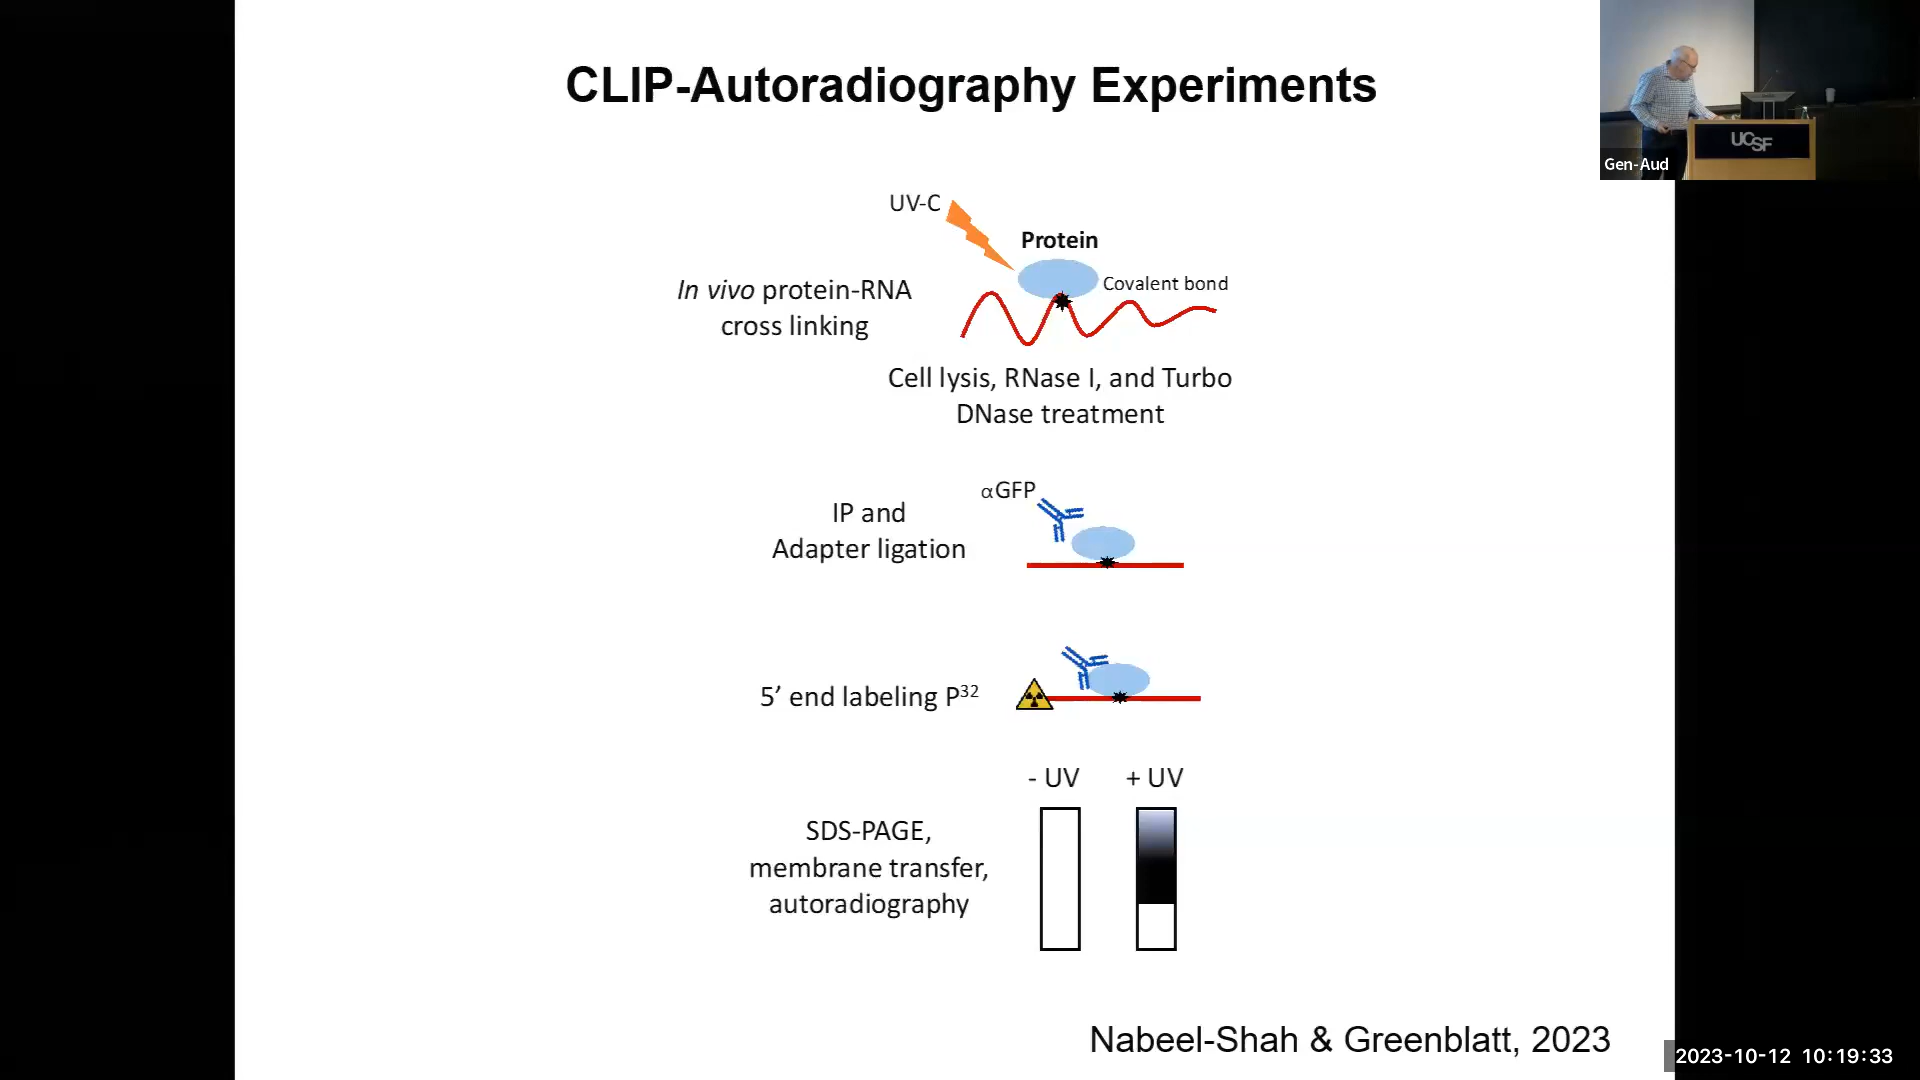 CLIP-Autoradiography Experiments
UCSF
Gen-Aud
UV-C
Protein
In vivo protein-RNA
cross linking
Covalent bond
Cell lysis, RNase I, and Turbo
DNase treatment
αGFP
IP and
Adapter ligation
5’ end labeling P³²
- UV + UV
SDS-PAGE,
membrane transfer,
autoradiography
Nabeel-Shah & Greenblatt, 2023
2023-10-12 10:19:33